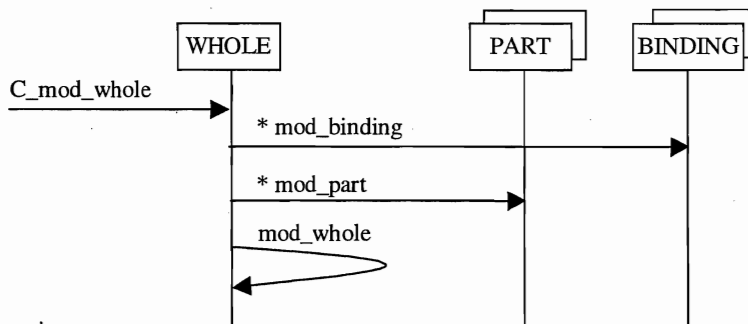 WHOLE PART BINDING
C_mod_whole
* mod_binding
* mod_part
mod_whole